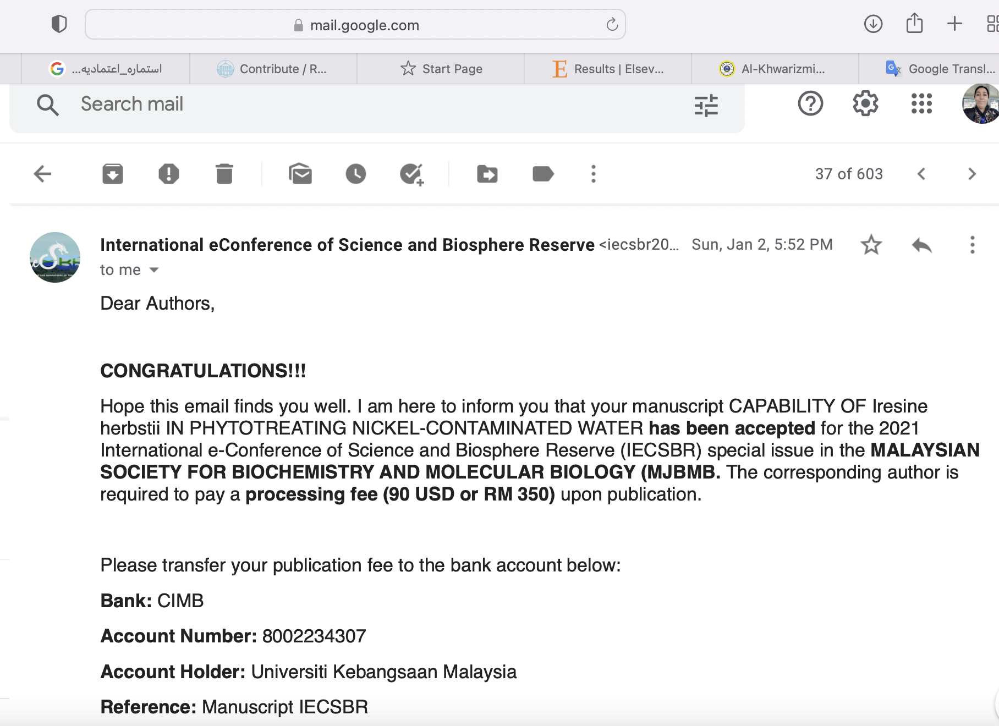 mail.google.com
استماره_اعتماديه...
Contribute / R...
Start Page
Results | Elsev...
Al-Khwarizmi...
Google Transl...
Search mail
37 of 603
International eConference of Science and Biosphere Reserve <iecsbr20... Sun, Jan 2, 5:52 PM
to me
Dear Authors,
CONGRATULATIONS!!!
Hope this email finds you well. I am here to inform you that your manuscript CAPABILITY OF Iresine
herbstii IN PHYTOTREATING NICKEL-CONTAMINATED WATER has been accepted for the 2021
International e-Conference of Science and Biosphere Reserve (IECSBR) special issue in the MALAYSIAN
SOCIETY FOR BIOCHEMISTRY AND MOLECULAR BIOLOGY (MJBMB. The corresponding author is
required to pay a processing fee (90 USD or RM 350) upon publication.
Please transfer your publication fee to the bank account below:
Bank: CIMB
Account Number: 8002234307
Account Holder: Universiti Kebangsaan Malaysia
Reference: Manuscript IECSBR